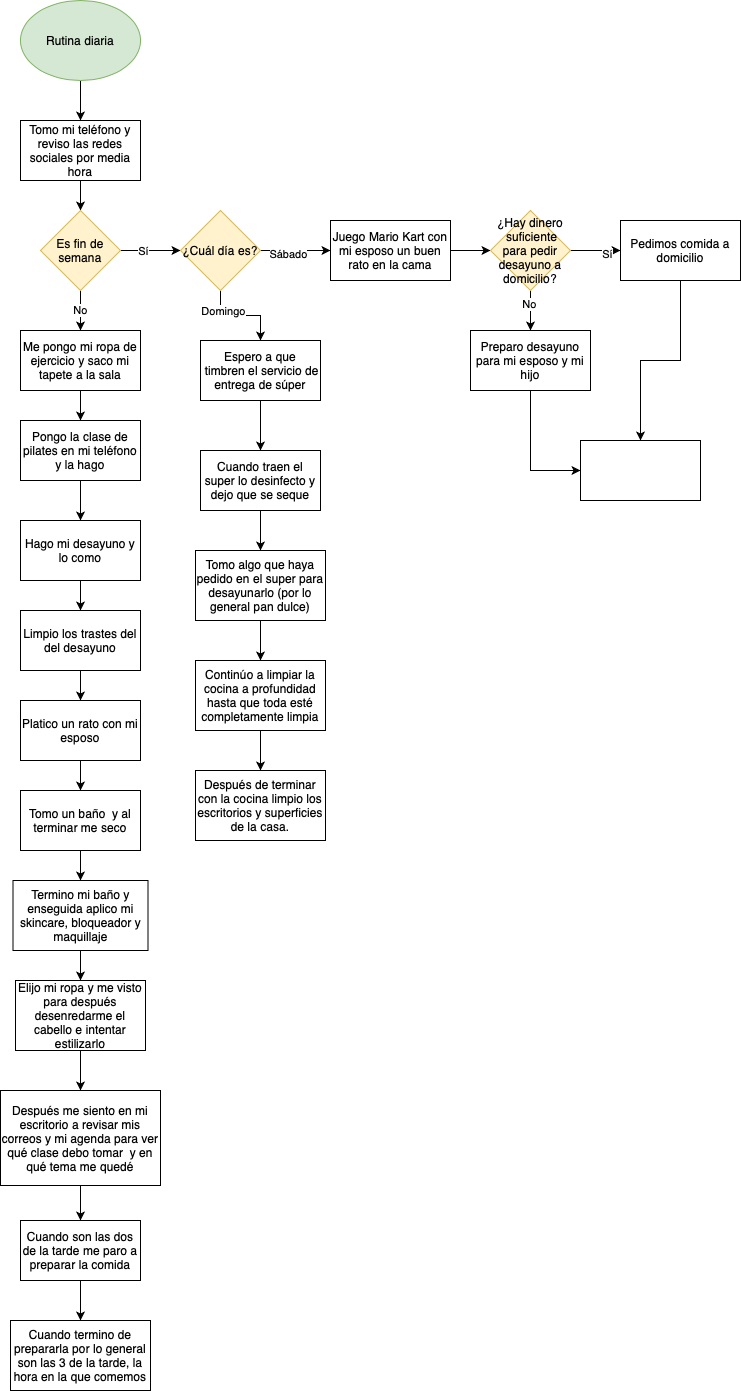 Rutina diaria
Tomo mi teléfono y
reviso las redes
sociales por media
hora
Es fin de
semana
Sí
¿Cuál día es?
Sábado
Juego Mario Kart con
mi esposo un buen
rato en la cama
¿Hay dinero
suficiente
para pedir
desayuno a
domicilio?
Sí
Pedimos comida a
domicilio
No
Domingo
No
Me pongo mi ropa de
ejercicio y saco mi
tapete a la sala
Espero a que
timbren el servicio de
entrega de súper
Preparo desayuno
para mi esposo y mi
hijo
Pongo la clase de
pilates en mi teléfono
y la hago
Cuando traen el
super lo desinfecto y
dejo que se seque
Hago mi desayuno y
lo como
Tomo algo que haya
pedido en el super para
desayunarlo (por lo
general pan dulce)
Limpio los trastes del
del desayuno
Continúo a limpiar la
cocina a profundidad
hasta que toda esté
completamente limpia
Platico un rato con mi
esposo
Después de terminar
con la cocina limpio los
escritorios y superficies
de la casa.
Tomo un baño  y al
terminar me seco
Termino mi baño y
enseguida aplico mi
skincare, bloqueador y
maquillaje
Elijo mi ropa y me visto
para después
desenredarme el
cabello e intentar
estilizarlo
Después me siento en mi
escritorio a revisar mis
correos y mi agenda para ver
qué clase debo tomar  y en
qué tema me quedé
Cuando son las dos
de la tarde me paro a
preparar la comida
Cuando termino de
prepararla por lo general
son las 3 de la tarde, la
hora en la que comemos